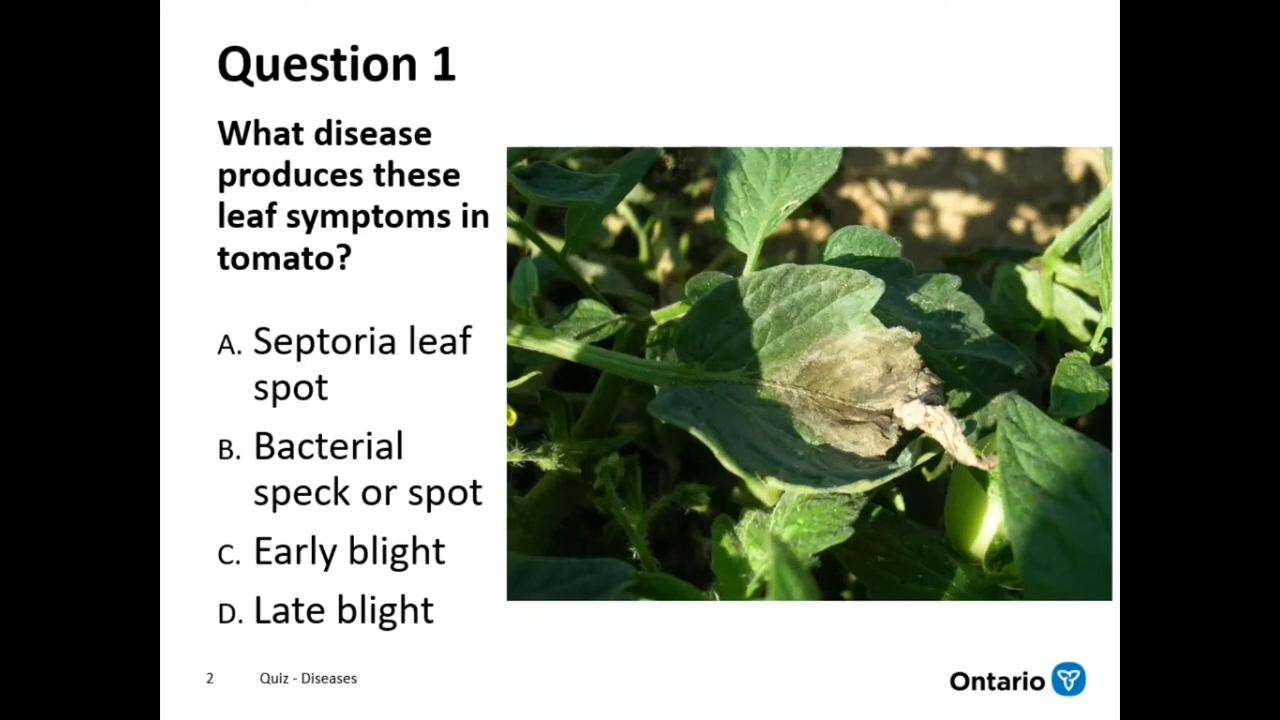 Question 1
What disease
produces these
leaf symptoms in
tomato?
A. Septoria leaf
spot
B. Bacterial
speck or spot
C. Early blight
D. Late blight
2 Quiz - Diseases
Ontario